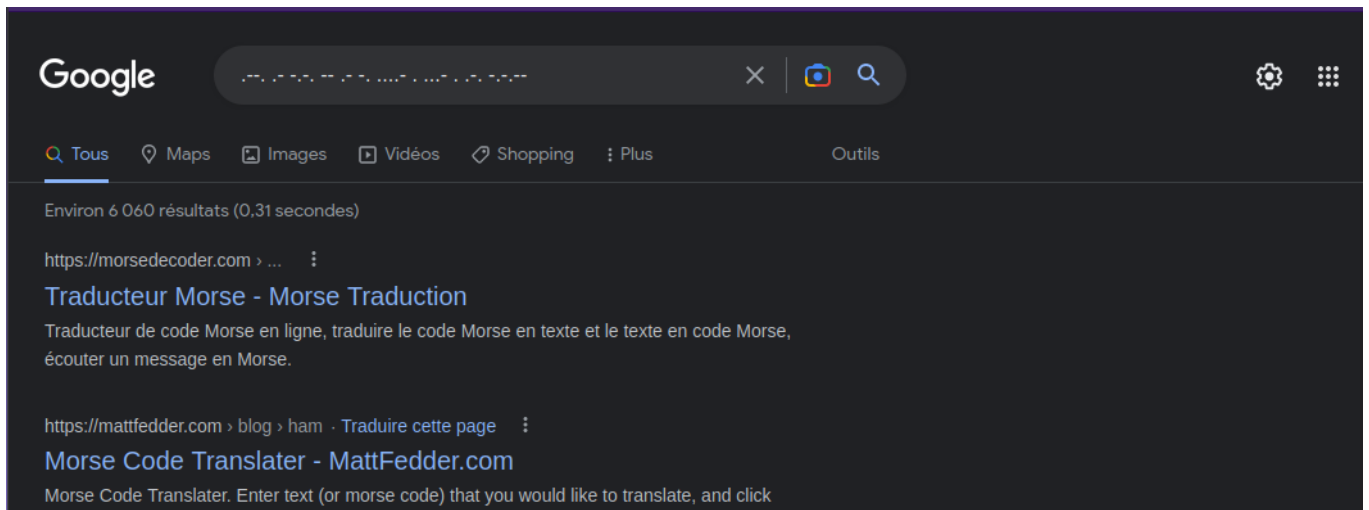 Google
.--. .- -.-. -- .- -. ....- . ...- . .-. -.-.--
Tous Maps Images Vidéos Shopping Plus Outils
Environ 6 060 résultats (0,31 secondes)
https://morsedecoder.com › ...
Traducteur Morse - Morse Traduction
Traducteur de code Morse en ligne, traduire le code Morse en texte et le texte en code Morse,
écouter un message en Morse.
https://mattfedder.com › blog › ham · Traduire cette page
Morse Code Translater - MattFedder.com
Morse Code Translater. Enter text (or morse code) that you would like to translate, and click